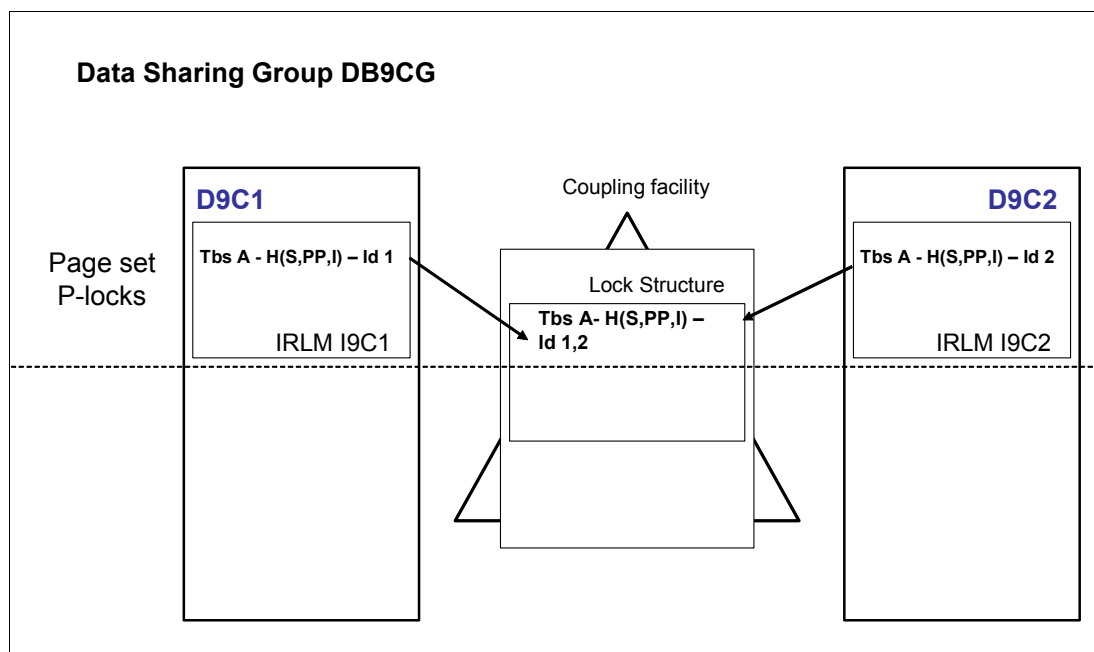 Data Sharing Group DB9CG
D9C1
Coupling facility
D9C2
Page set
P-locks
Tbs A - H(S,PP,I) – Id 1
IRLM I9C1
Lock Structure
Tbs A- H(S,PP,I) –
Id 1,2
Tbs A - H(S,PP,I) – Id 2
IRLM I9C2